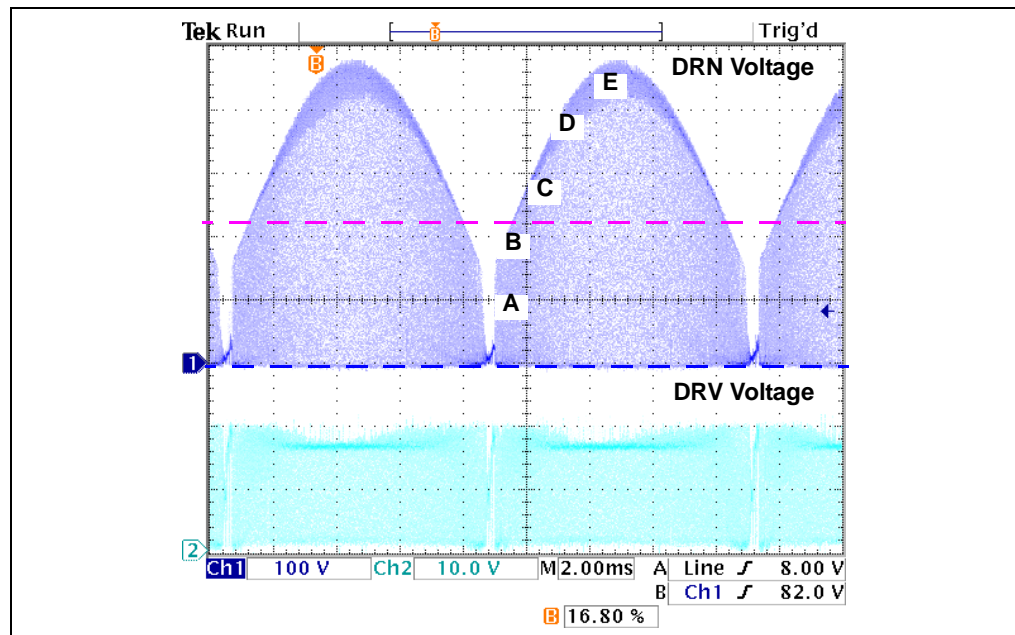 Tek Run Trig'd
B
B
DRN Voltage
E
D
C
B
A
1
DRV Voltage
2
Ch1 100 V Ch2 10.0 V M 2.00ms A Line ʃ 8.00 V
B Ch1 ʃ 82.0 V
B 16.80 %